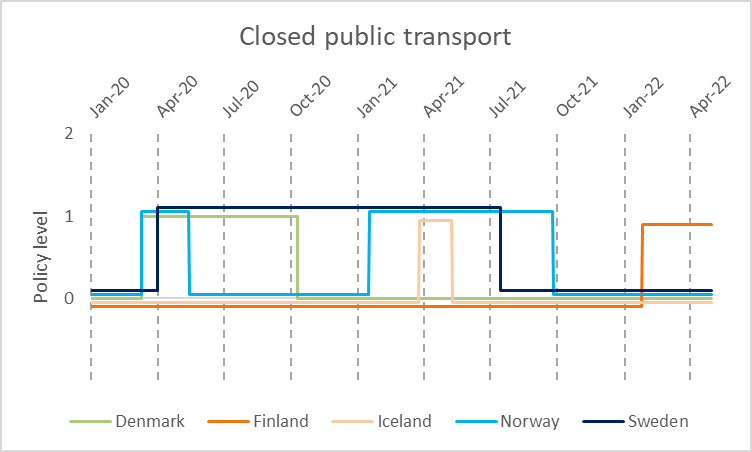 Closed public transport
Jan-20 Apr-20 Jul-20 Oct-20 Jan-21 Apr-21 Jul-21 Oct-21 Jan-22 Apr-22
2
1
0
Policy level
Denmark Finland Iceland Norway Sweden